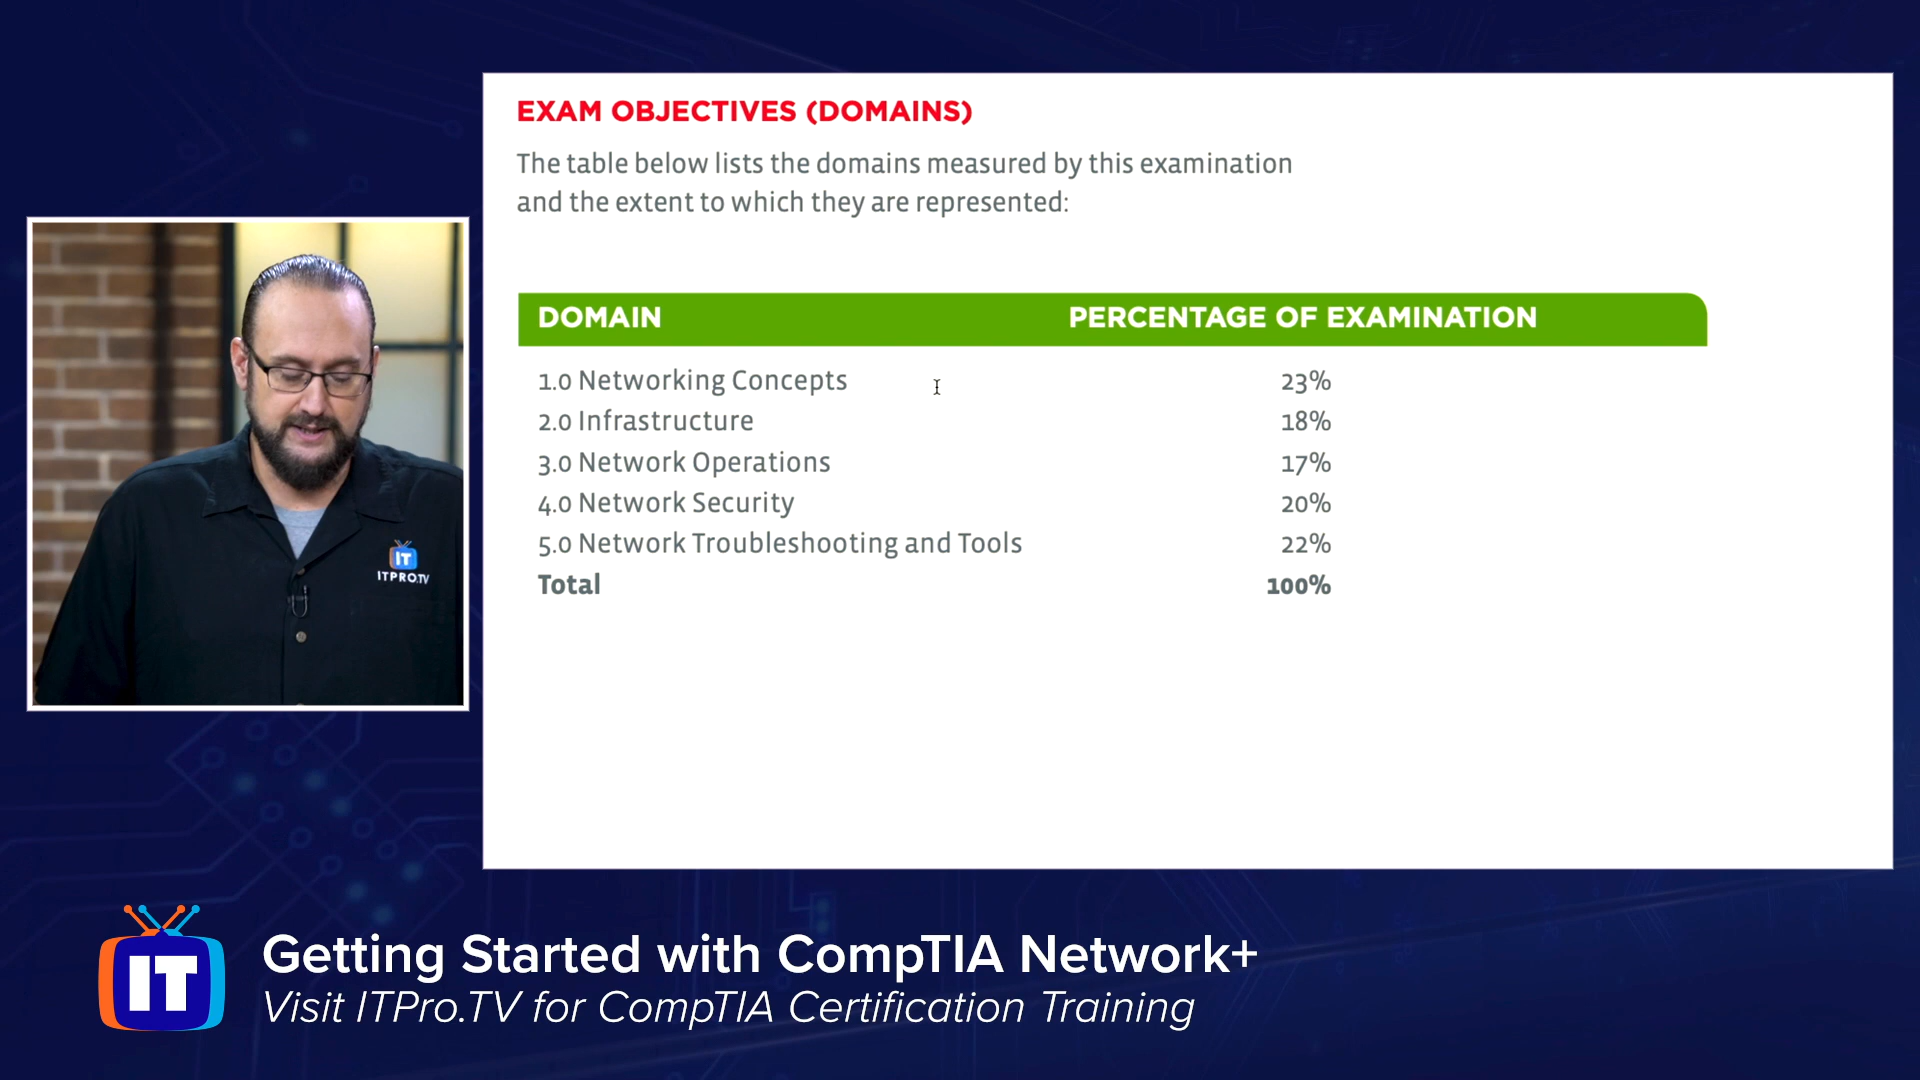 EXAM OBJECTIVES (DOMAINS)
The table below lists the domains measured by this examination
and the extent to which they are represented:
DOMAIN PERCENTAGE OF EXAMINATION
1.0 Networking Concepts 23%
2.0 Infrastructure 18%
3.0 Network Operations 17%
4.0 Network Security 20%
5.0 Network Troubleshooting and Tools 22%
Total 100%
IT
ITPRO.TV
IT
Getting Started with CompTIA Network+
Visit ITPro.TV for CompTIA Certification Training